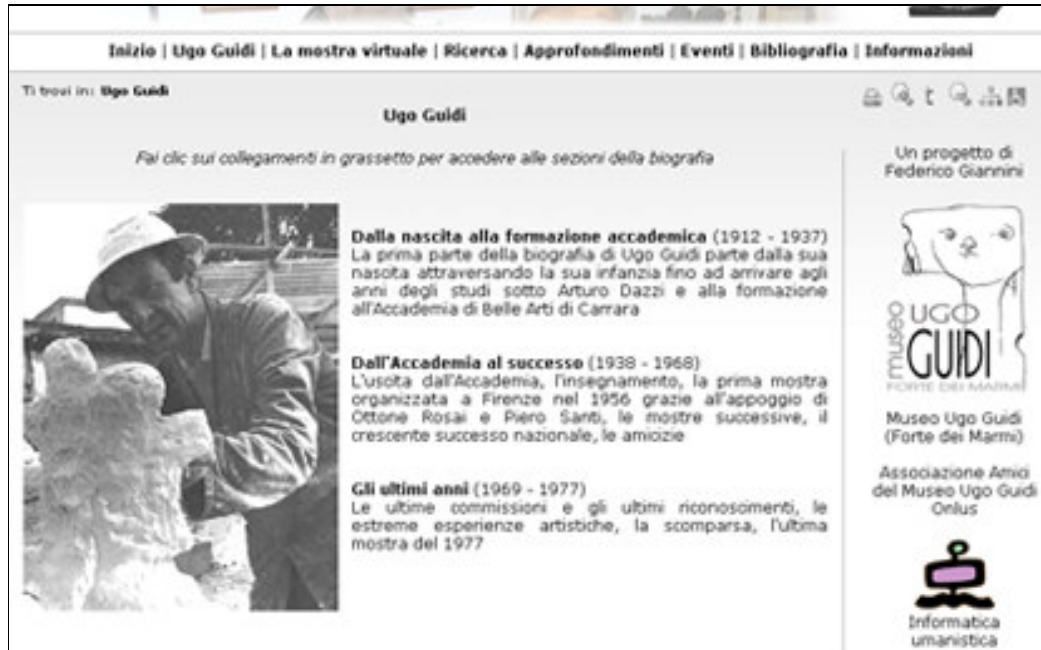 Inizio | Ugo Guidi | La mostra virtuale | Ricerca | Approfondimenti | Eventi | Bibliografia | Informazioni
Ti trovi in: Ugo Guidi
Ugo Guidi
Fai clic sui collegamenti in grassetto per accedere alle sezioni della biografia
Dalla nascita alla formazione accademica (1912 - 1937)
La prima parte della biografia di Ugo Guidi parte dalla sua
nascita attraversando la sua infanzia fino ad arrivare agli
anni degli studi sotto Arturo Dazzi e alla formazione
all'Accademia di Belle Arti di Carrara
Dall'Accademia al successo (1938 - 1968)
L'uscita dall'Accademia, l'insegnamento, la prima mostra
organizzata a Firenze nel 1956 grazie all'appoggio di
Ottone Rosai e Piero Santi, le mostre successive, il
crescente successo nazionale, le amicizie
Gli ultimi anni (1969 - 1977)
Le ultime commissioni e gli ultimi riconoscimenti, le
estreme esperienze artistiche, la scomparsa, l'ultima
mostra del 1977
t
Un progetto di
Federico Giannini
museo
UGO
GUIDI
FORTE DEI MARMI
Museo Ugo Guidi
(Forte dei Marmi)
Associazione Amici
del Museo Ugo Guidi
Onlus
Informatica
umanistica